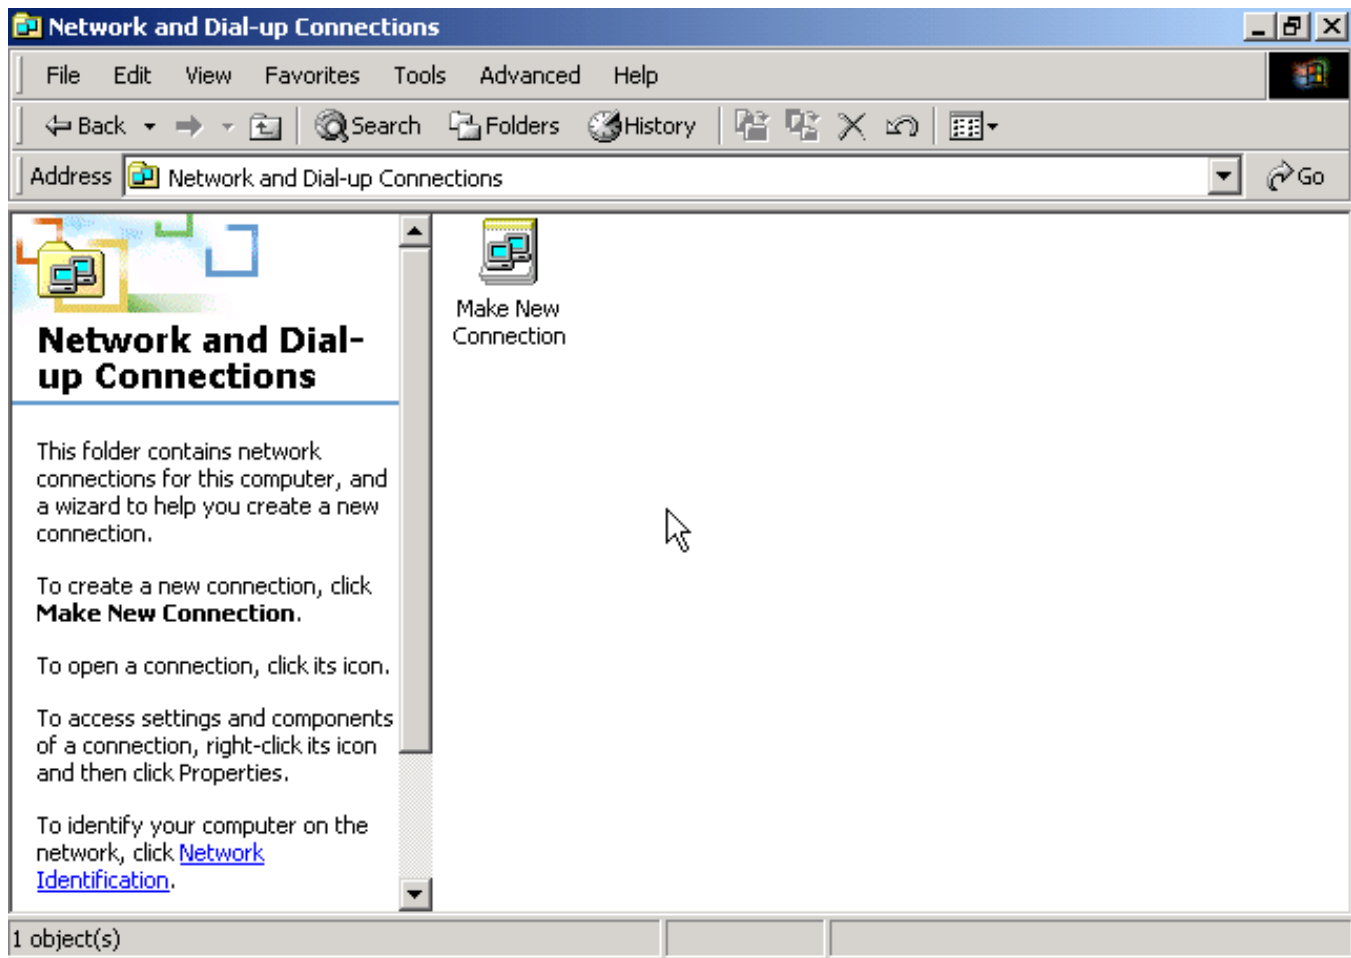 Network and Dial-up Connections
File Edit View Favorites Tools Advanced Help
Back Search Folders History
Address Network and Dial-up Connections Go
Network and Dial-
up Connections
This folder contains network
connections for this computer, and
a wizard to help you create a new
connection.
To create a new connection, click
Make New Connection.
To open a connection, click its icon.
To access settings and components
of a connection, right-click its icon
and then click Properties.
To identify your computer on the
network, click Network
Identification.
Make New
Connection
1 object(s)